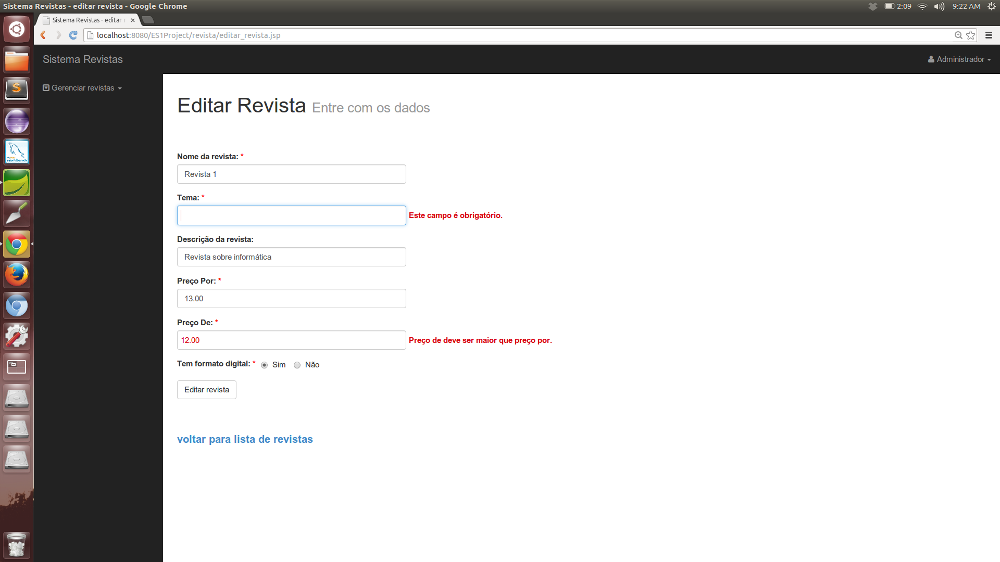 Sistema Revistas - editar revista - Google Chrome
2:09
9:22 AM
Sistema Revistas - editar
localhost:8080/ES1Project/revista/editar_revista.jsp
Sistema Revistas
Administrador
Gerenciar revistas
Editar Revista Entre com os dados
Nome da revista: *
Revista 1
Tema: *
Este campo é obrigatório.
Descrição da revista:
Revista sobre informática
Preço Por: *
13.00
Preço De: *
12.00 Preço de deve ser maior que preço por.
Tem formato digital: * Sim Não
Editar revista
voltar para lista de revistas